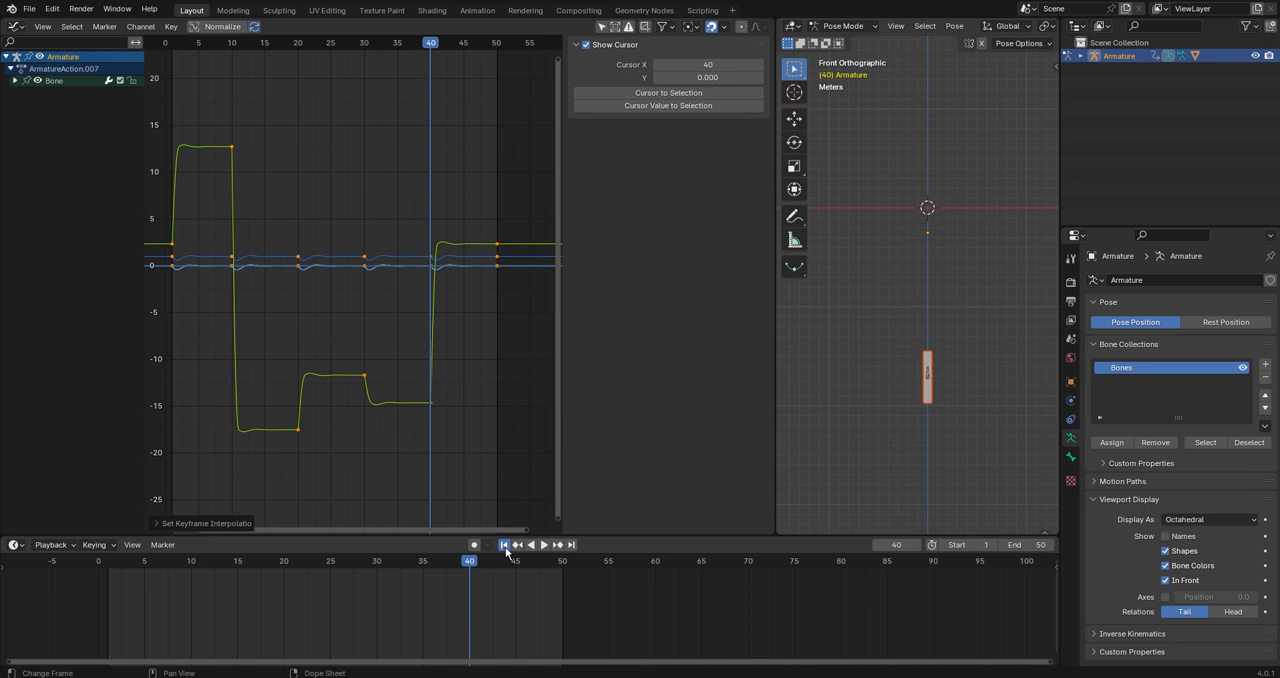 File Edit Render Window Help Layout Modeling Sculpting UV Editing Texture Paint Shading Animation Rendering Compositing Geometry Nodes Scripting + Scene ViewLayer
View Select Marker Channel Key Normalize Pose Mode View Select Pose Global
0 5 10 15 20 25 30 35 40 45 50 55
Armature
ArmatureAction.007
Bone
20
15
10
5
0
-5
-10
-15
-20
-25
Show Cursor
Cursor X 40
Y 0.000
Cursor to Selection
Cursor Value to Selection
X Pose Options
Front Orthographic
(40) Armature
Meters
Scene Collection
Armature
Armature Armature
Armature
Pose
Pose Position Rest Position
Bone Collections
Bones
Assign Remove Select Deselect
Custom Properties
Motion Paths
Viewport Display
Display As Octahedral
Show Names
Shapes
Bone Colors
In Front
Axes Position 0.0
Relations Tail Head
Inverse Kinematics
Custom Properties
Set Keyframe Interpolatio
Playback Keying View Marker 40 Start 1 End 50
-5 0 5 10 15 20 25 30 35 40 45 50 55 60 65 70 75 80 85 90 95 100
Change Frame Pan View Dope Sheet 4.0.1